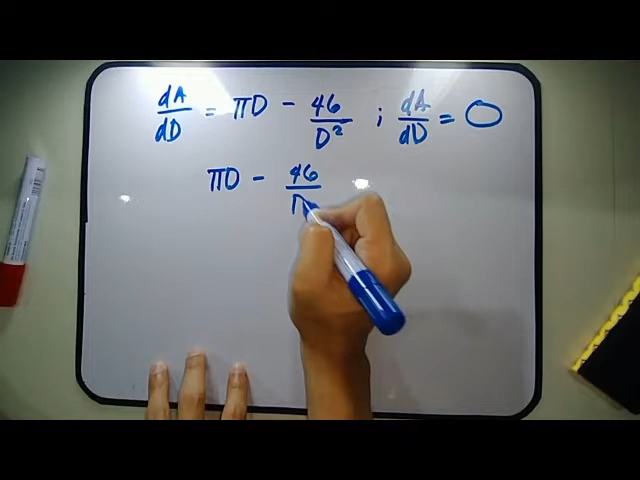 dA/dD = πD - 46/D² ; dA/dD = 0
πD - 46/D